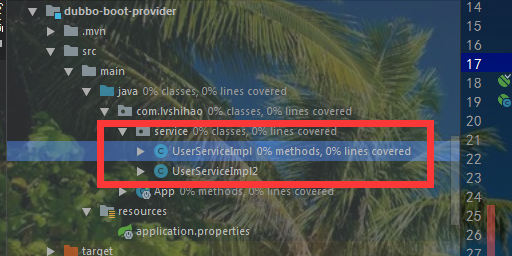 dubbo-boot-provider
.mvn
src
main
java 0% classes, 0% lines covered
com.lvshihao 0% classes, 0% lines covered
service 0% classes, 0% lines covered
UserServiceImpl 0% methods, 0% lines covered
UserServiceImpl2
App 0% methods, 0% lines covered
resources
application.properties
target
14
15
16
17
18
19
20
21
22
23
24
25
26
27